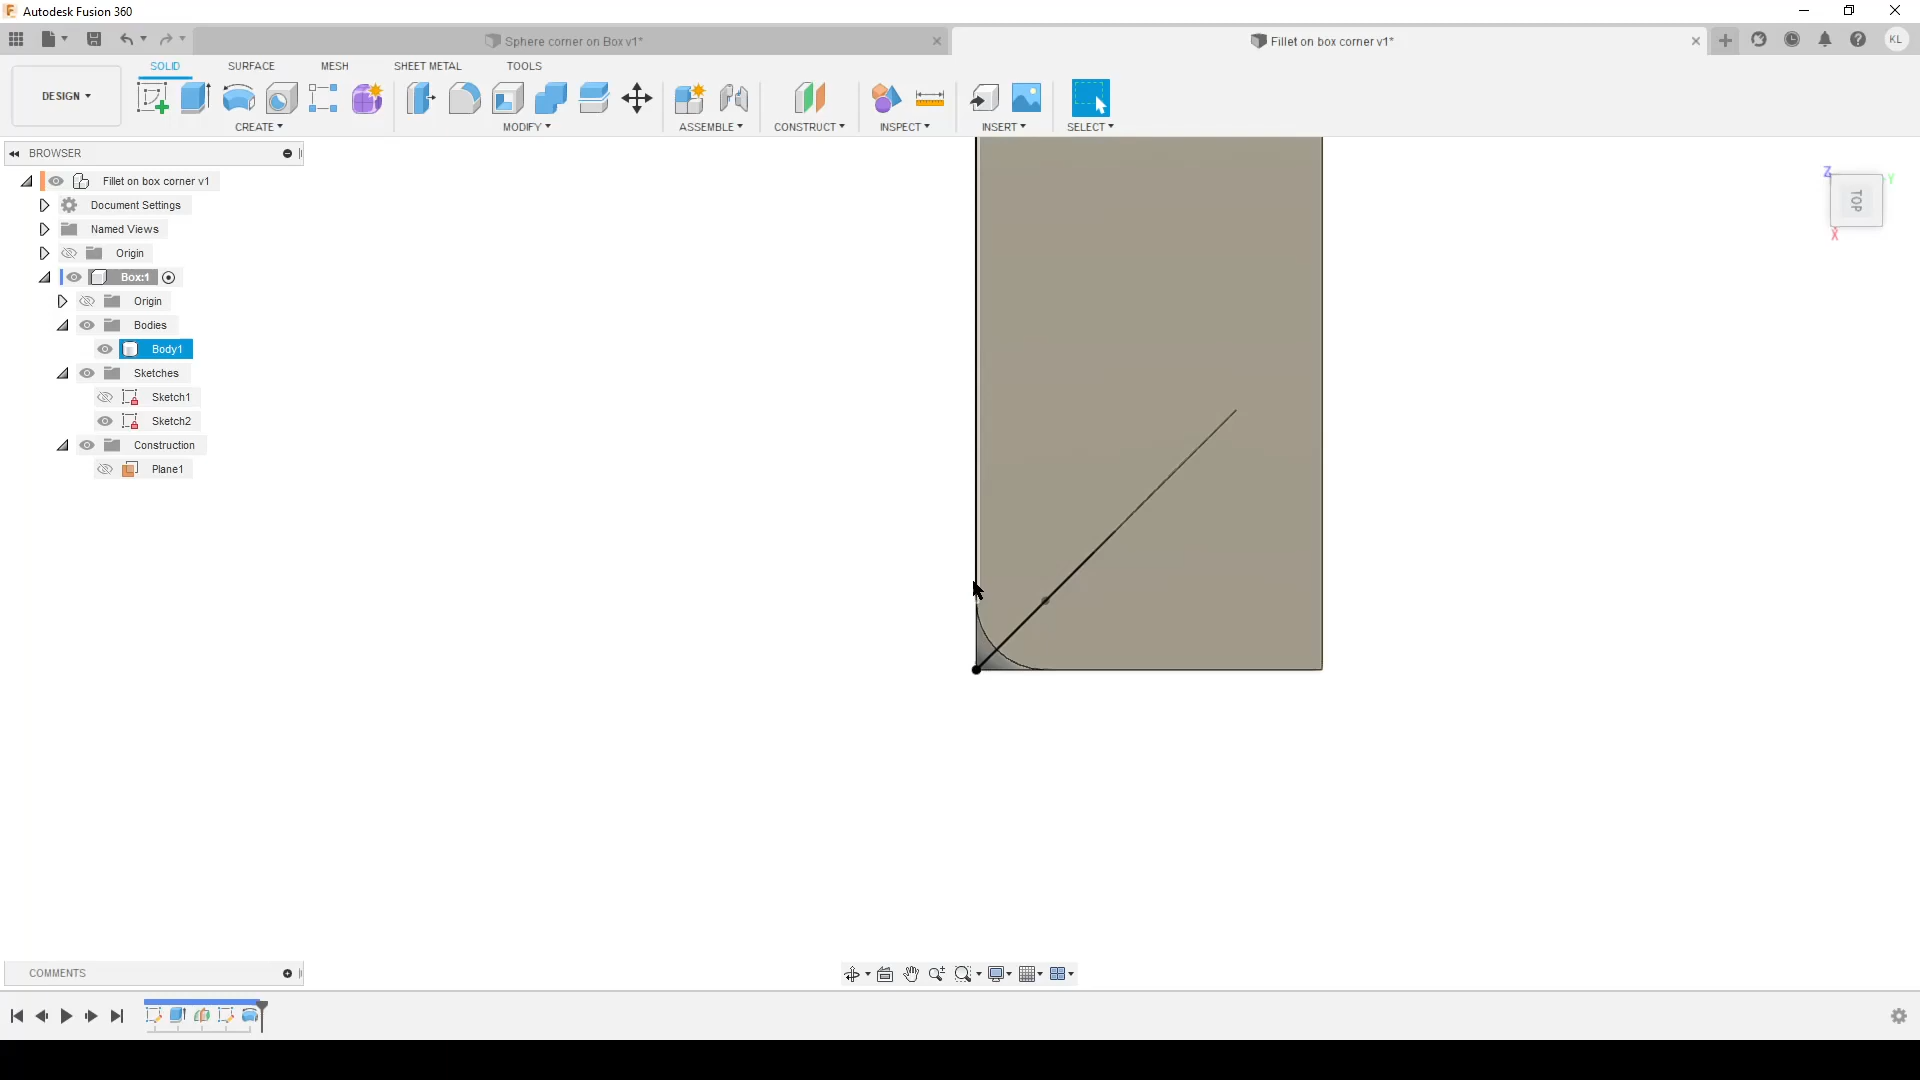 Autodesk Fusion 360
Sphere corner on Box v1*
Fillet on box corner v1*
KL
DESIGN
SOLID
SURFACE
MESH
SHEET METAL
TOOLS
CREATE
MODIFY
ASSEMBLE
CONSTRUCT
INSPECT
INSERT
SELECT
BROWSER
Fillet on box corner v1
Document Settings
Named Views
Origin
Box:1
Origin
Bodies
Body1
Sketches
Sketch1
Sketch2
Construction
Plane1
Z
Y
TOP
X
COMMENTS